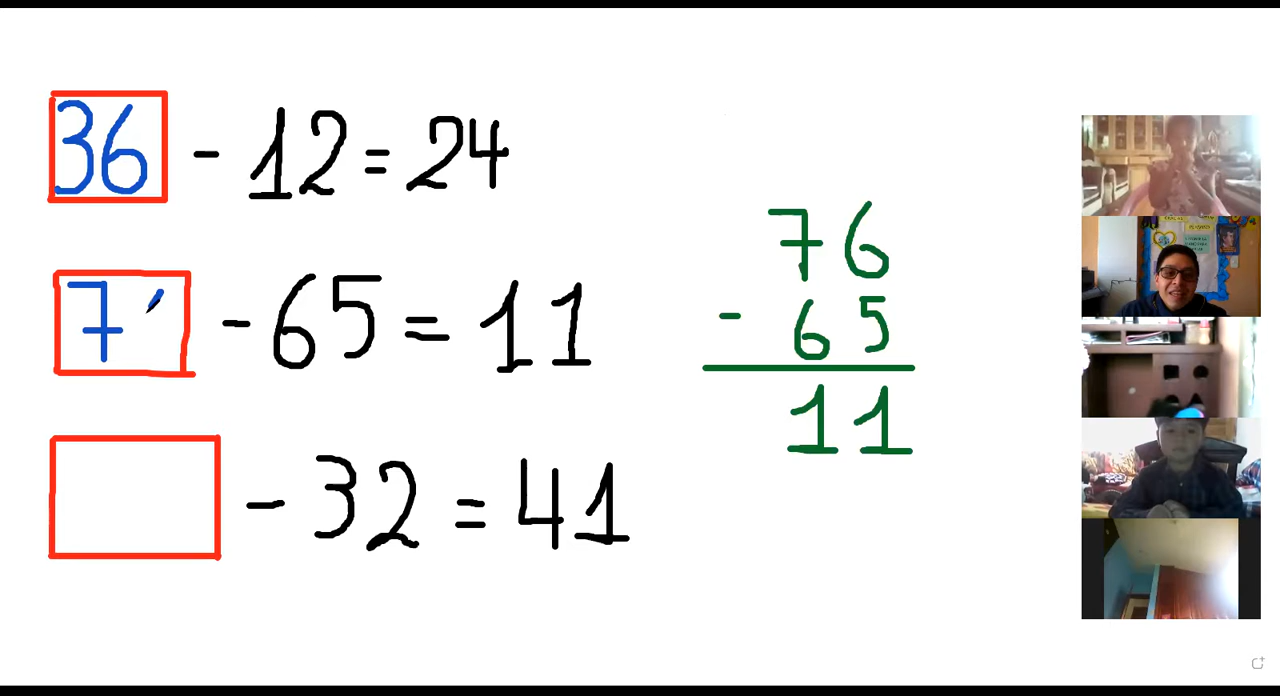 36 - 12 = 24
7 - 65 = 11
- 32 = 41
76
- 65
11